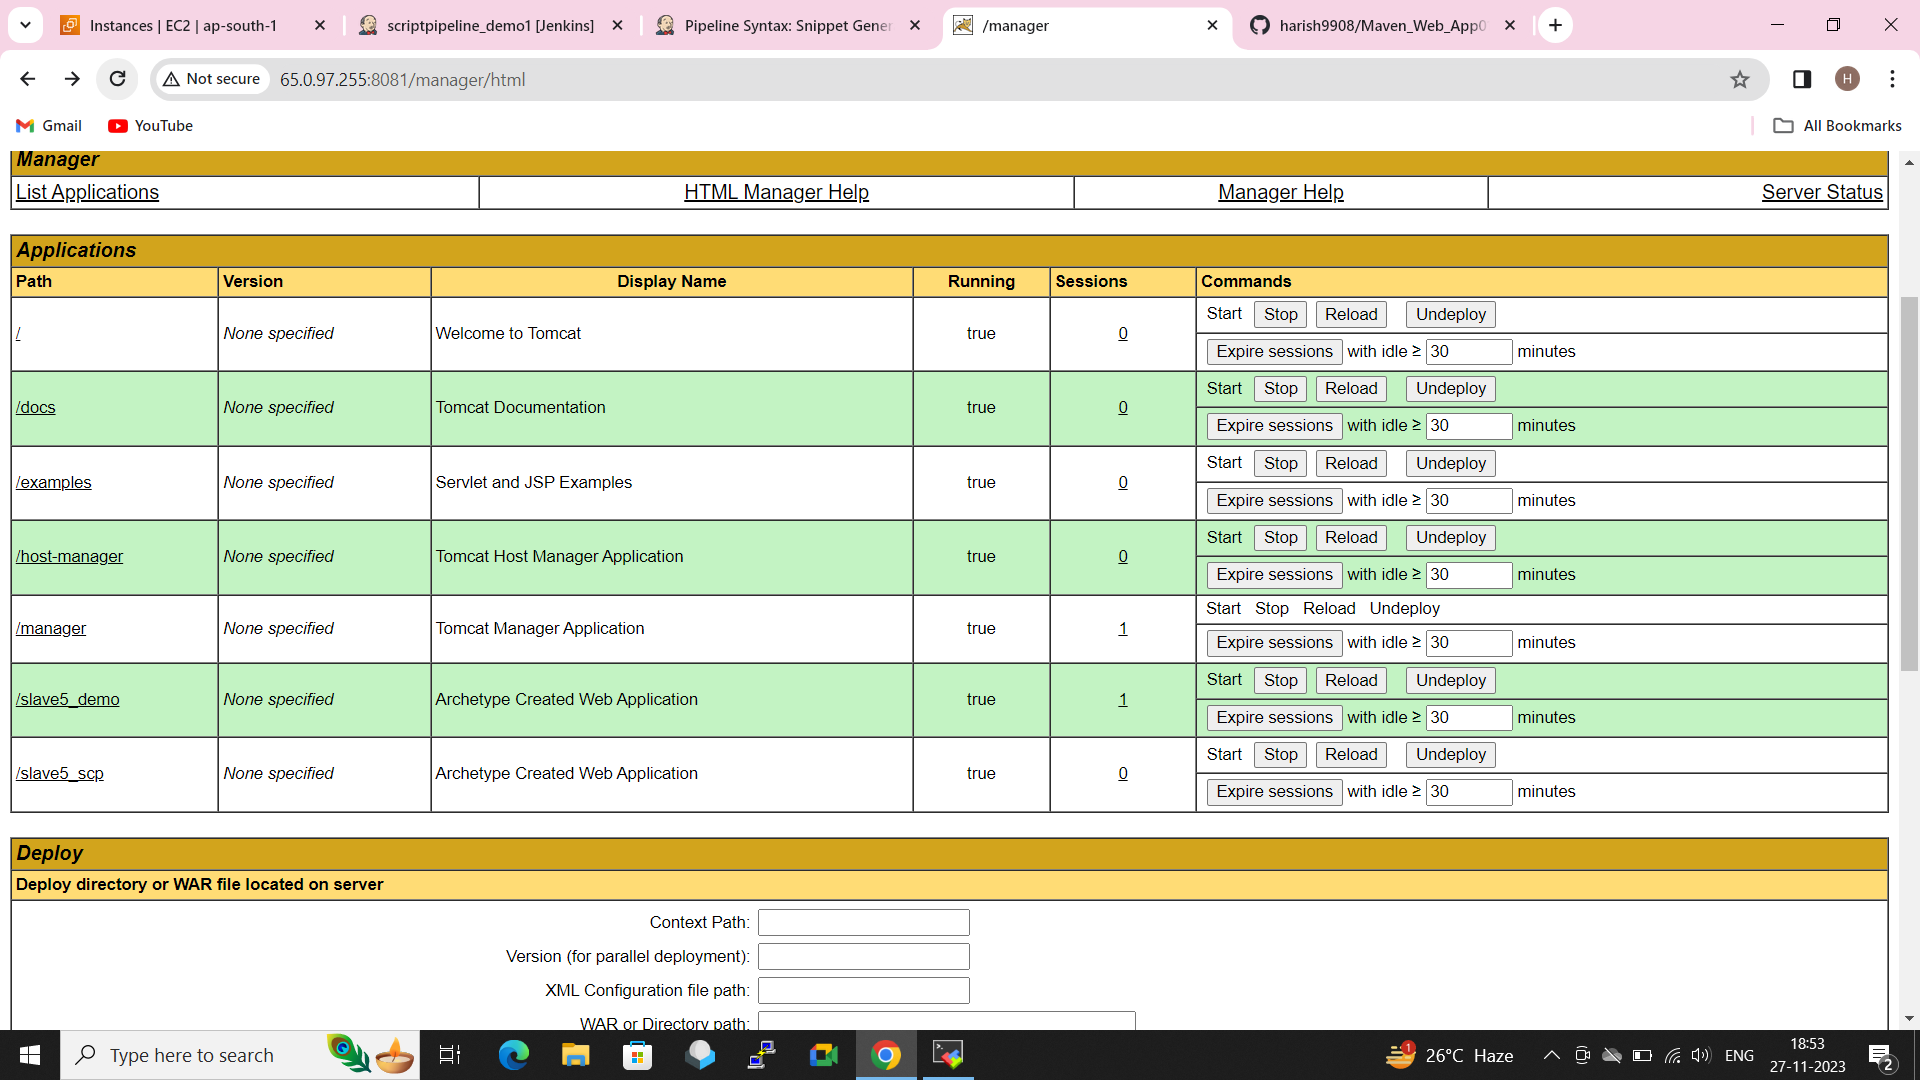 Instances | EC2 | ap-south-1
scriptpipeline_demo1 [Jenkins]
Pipeline Syntax: Snippet Gener
/manager
harish9908/Maven_Web_App0
Not secure
65.0.97.255:8081/manager/html
H
Gmail
YouTube
All Bookmarks
Manager
List Applications HTML Manager Help Manager Help Server Status
Applications
Path Version Display Name Running Sessions Commands
/ None specified Welcome to Tomcat true 0
Start Stop Reload Undeploy
Expire sessions with idle ≥ 30 minutes
/docs None specified Tomcat Documentation true 0
Start Stop Reload Undeploy
Expire sessions with idle ≥ 30 minutes
/examples None specified Servlet and JSP Examples true 0
Start Stop Reload Undeploy
Expire sessions with idle ≥ 30 minutes
/host-manager None specified Tomcat Host Manager Application true 0
Start Stop Reload Undeploy
Expire sessions with idle ≥ 30 minutes
/manager None specified Tomcat Manager Application true 1
Start Stop Reload Undeploy
Expire sessions with idle ≥ 30 minutes
/slave5_demo None specified Archetype Created Web Application true 1
Start Stop Reload Undeploy
Expire sessions with idle ≥ 30 minutes
/slave5_scp None specified Archetype Created Web Application true 0
Start Stop Reload Undeploy
Expire sessions with idle ≥ 30 minutes
Deploy
Deploy directory or WAR file located on server
Context Path:
Version (for parallel deployment):
XML Configuration file path:
WAR or Directory path:
Type here to search
1
26°C Haze
ENG
18:53
27-11-2023
2